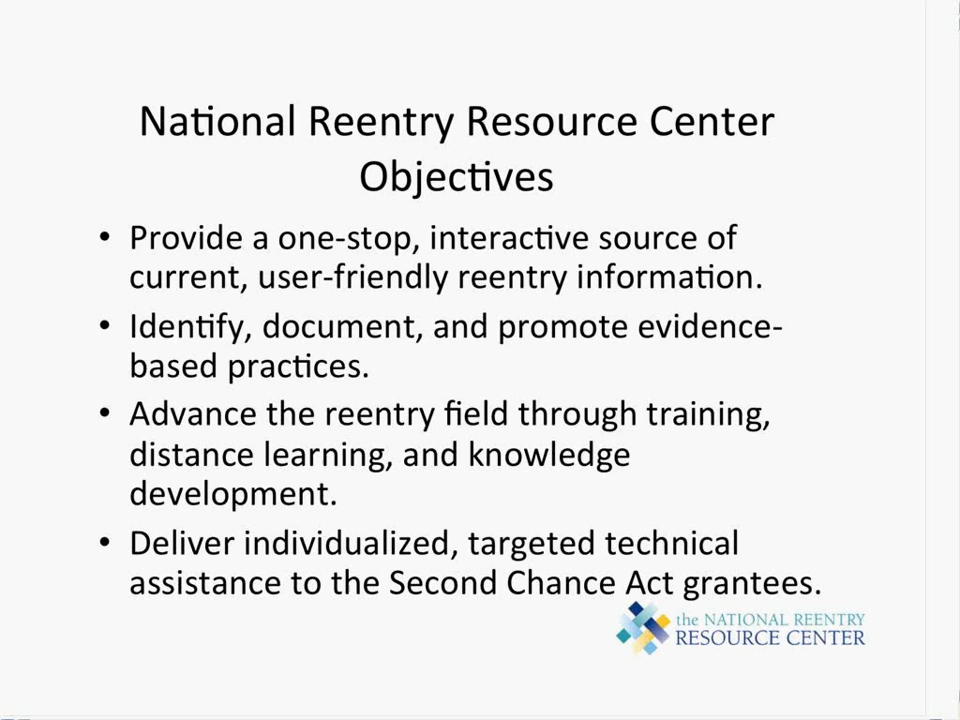 National Reentry Resource Center
Objectives
• Provide a one-stop, interactive source of
current, user-friendly reentry information.
• Identify, document, and promote evidence-
based practices.
• Advance the reentry field through training,
distance learning, and knowledge
development.
• Deliver individualized, targeted technical
assistance to the Second Chance Act grantees.
the NATIONAL REENTRY
RESOURCE CENTER